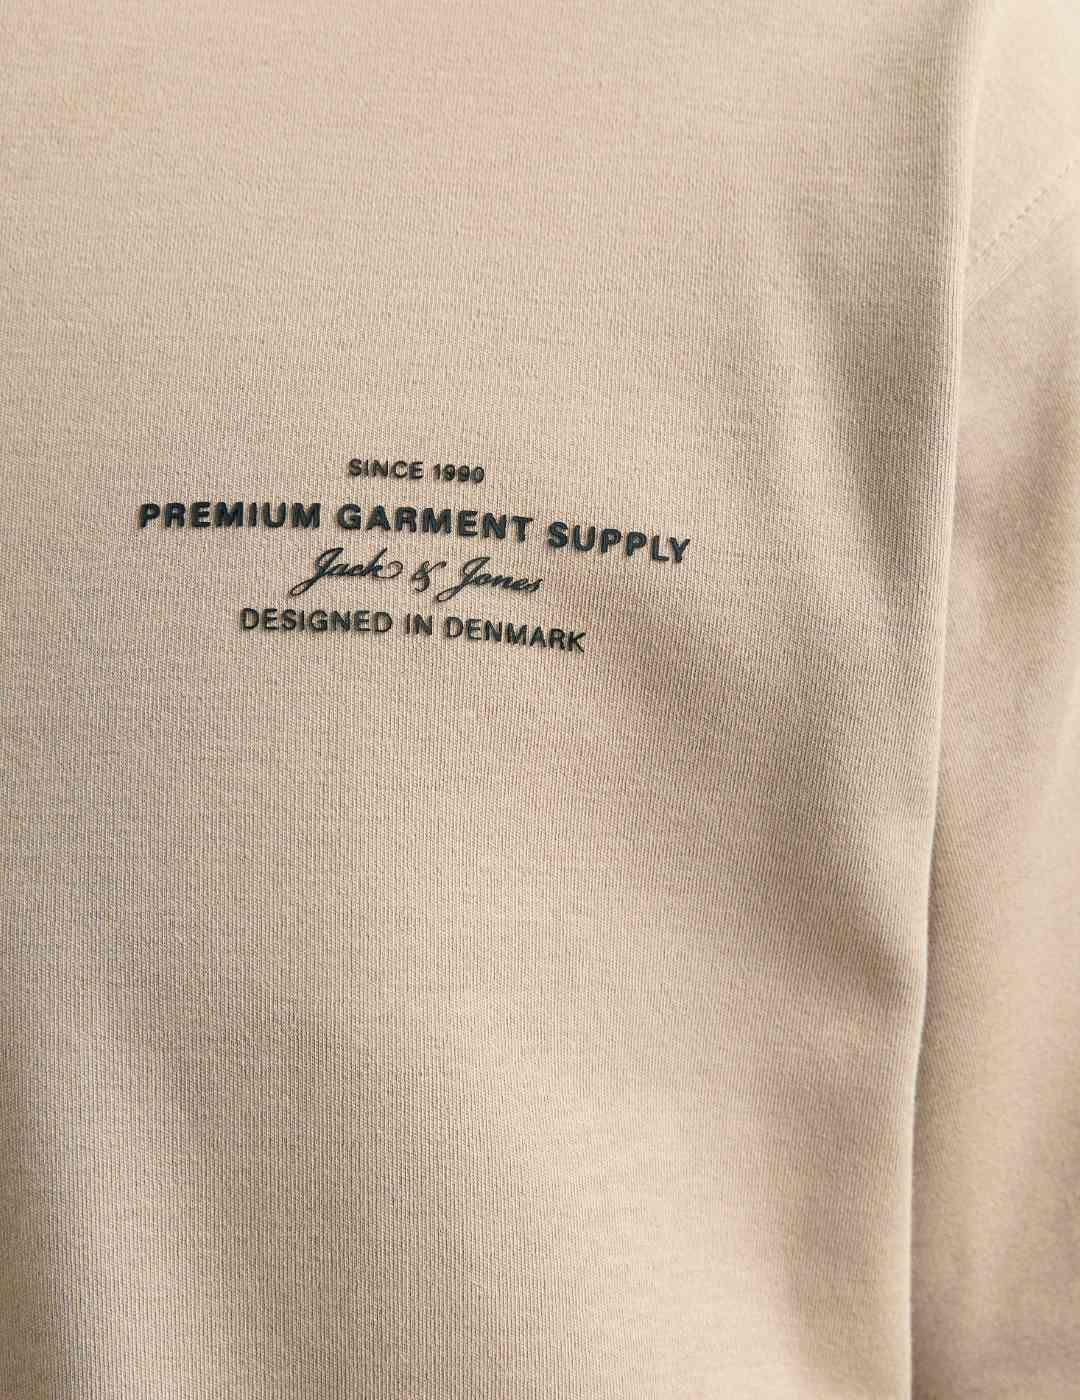 SINCE 1990
PREMIUM GARMENT SUPPLY
Jack & Jones
DESIGNED IN DENMARK